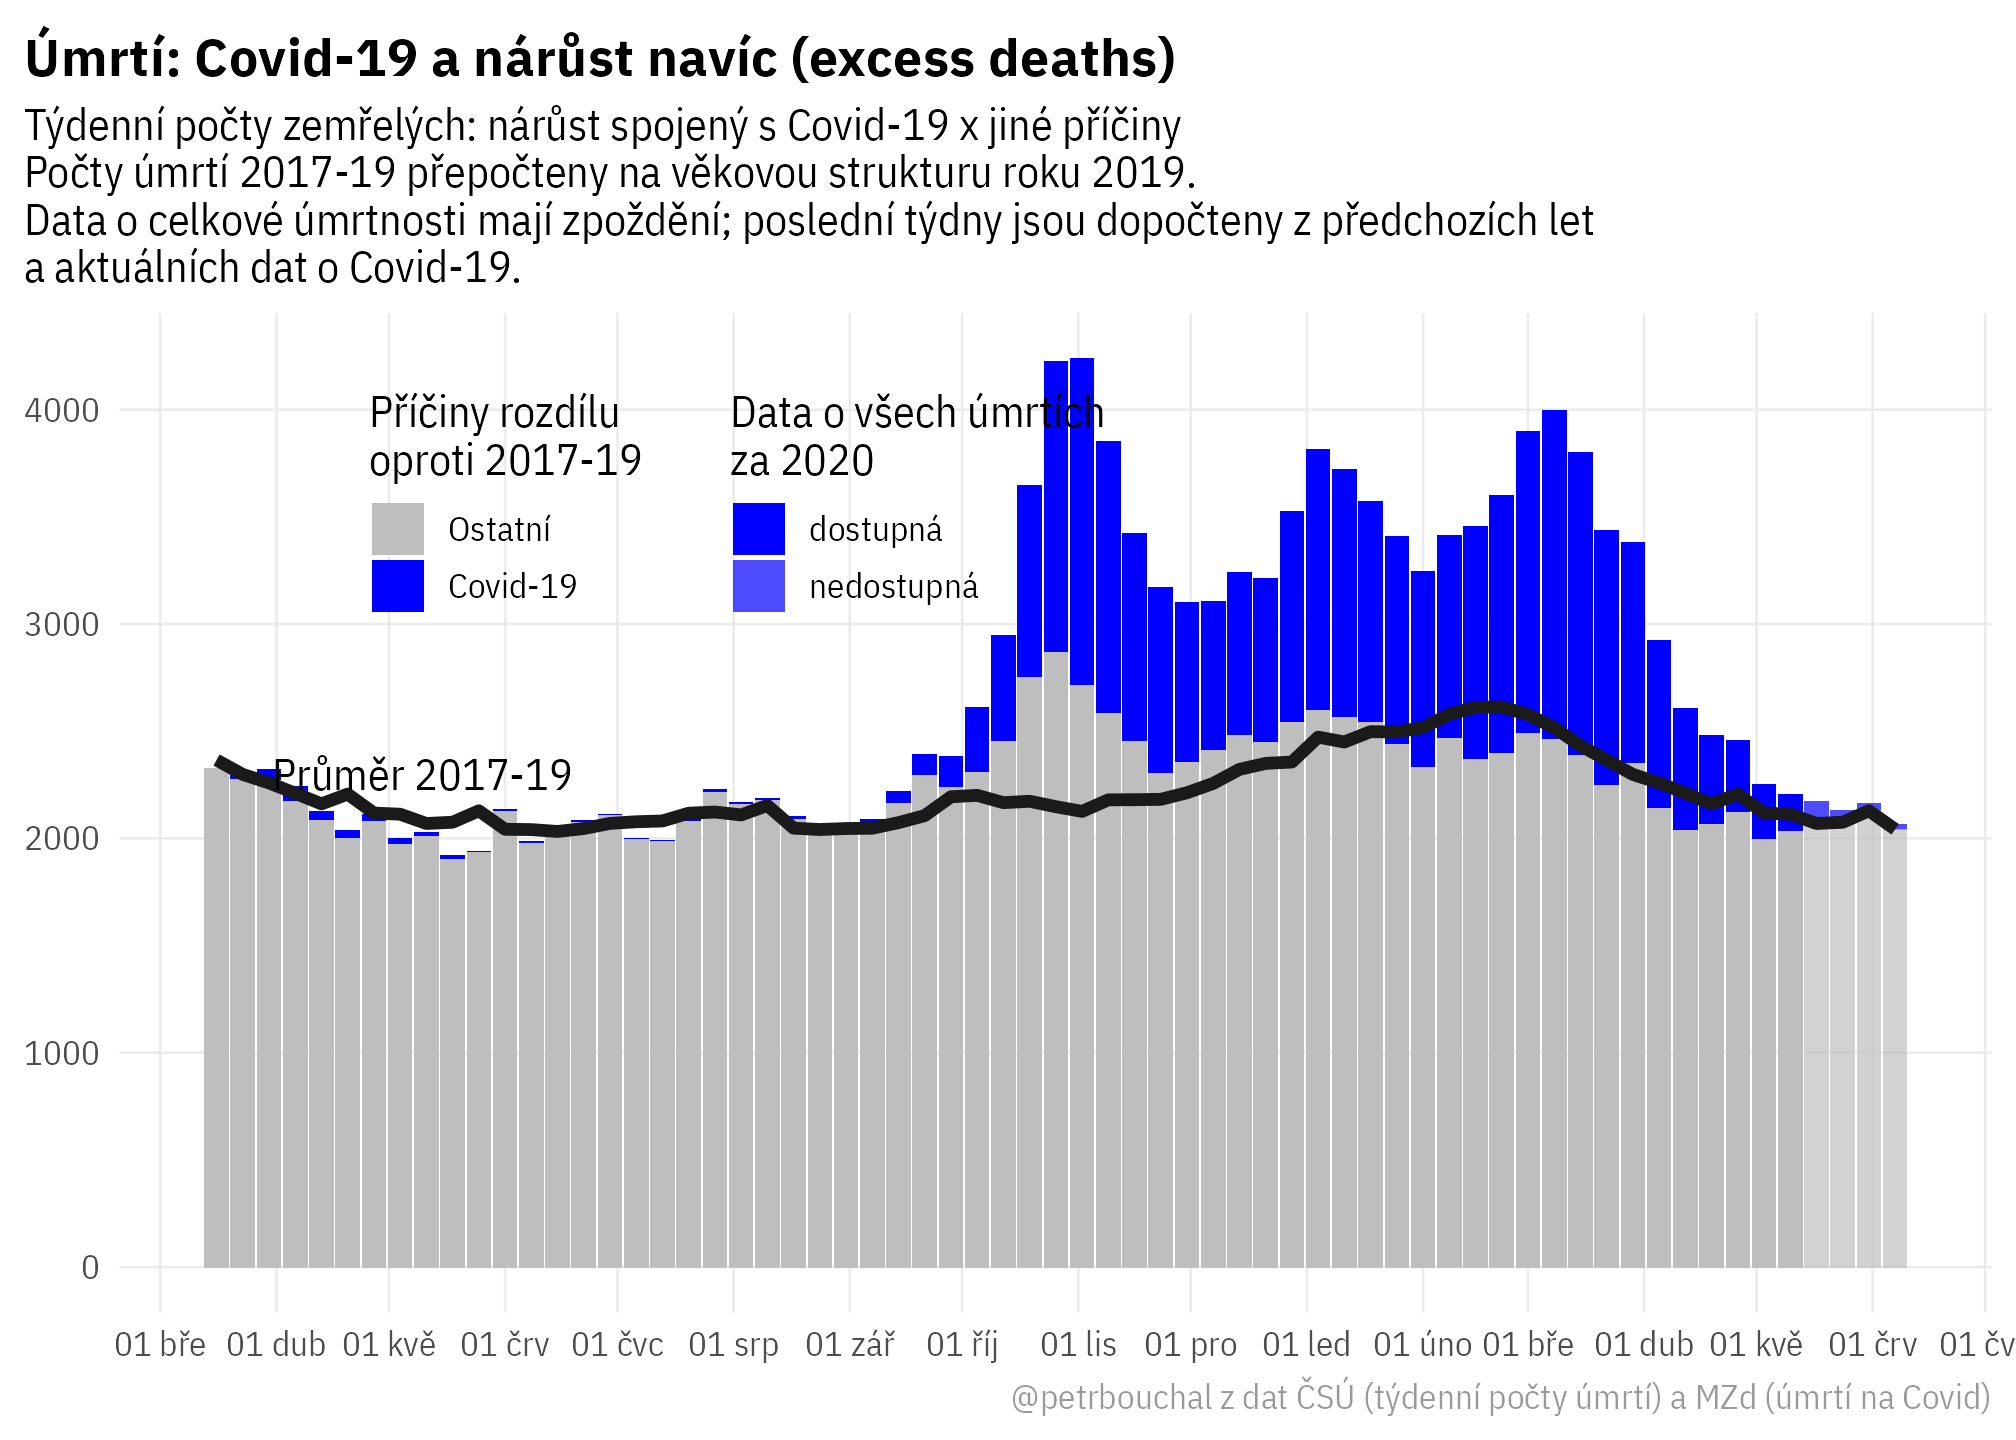 Úmrtí: Covid-19 a nárůst navíc (excess deaths)
Týdenní počty zemřelých: nárůst spojený s Covid-19 x jiné příčiny
Počty úmrtí 2017-19 přepočteny na věkovou strukturu roku 2019.
Data o celkové úmrtnosti mají zpoždění; poslední týdny jsou dopočteny z předchozích let
a aktuálních dat o Covid-19.
Příčiny rozdílu
oproti 2017-19
Ostatní
Covid-19
Data o všech úmrtích
za 2020
dostupná
nedostupná
Průměr 2017-19
4000
3000
2000
1000
0
01 bře 01 dub 01 kvě 01 črv 01 čvc 01 srp 01 zář 01 říj 01 lis 01 pro 01 led 01 úno 01 bře 01 dub 01 kvě 01 črv 01 čv
@petrbouchal z dat ČSÚ (týdenní počty úmrtí) a MZd (úmrtí na Covid)